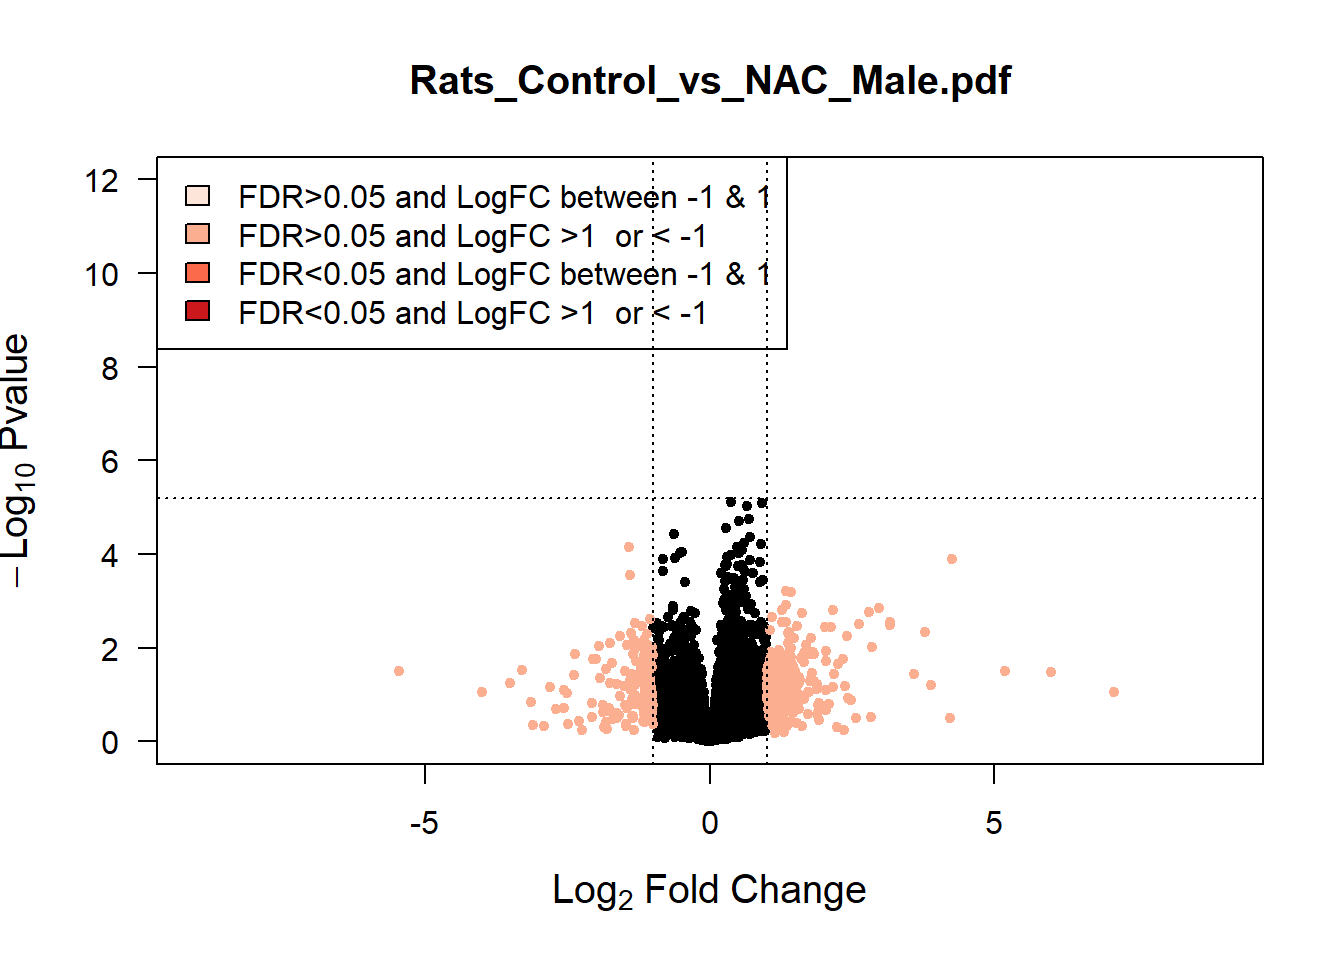 Rats_Control_vs_NAC_Male.pdf
FDR>0.05 and LogFC between -1 & 1
FDR>0.05 and LogFC >1  or < -1
FDR<0.05 and LogFC between -1 & 1
FDR<0.05 and LogFC >1  or < -1
12
10
8
6
4
2
0
−Log10 Pvalue
-5
0
5
Log2 Fold Change